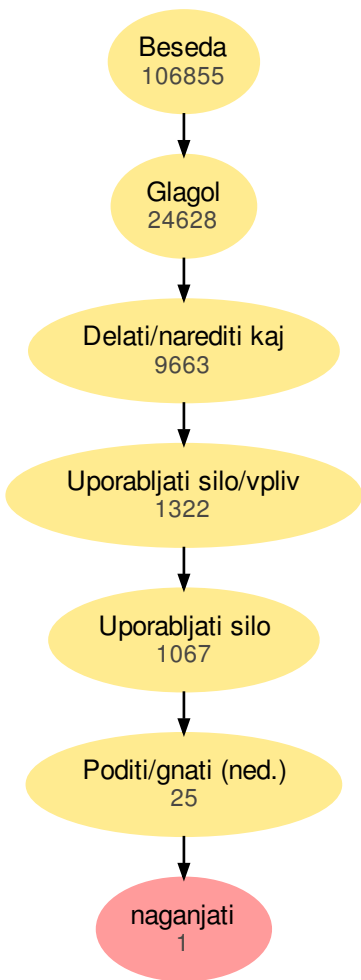 Beseda
106855
Glagol
24628
Delati/narediti kaj
9663
Uporabljati silo/vpliv
1322
Uporabljati silo
1067
Poditi/gnati (ned.)
25
naganjati
1